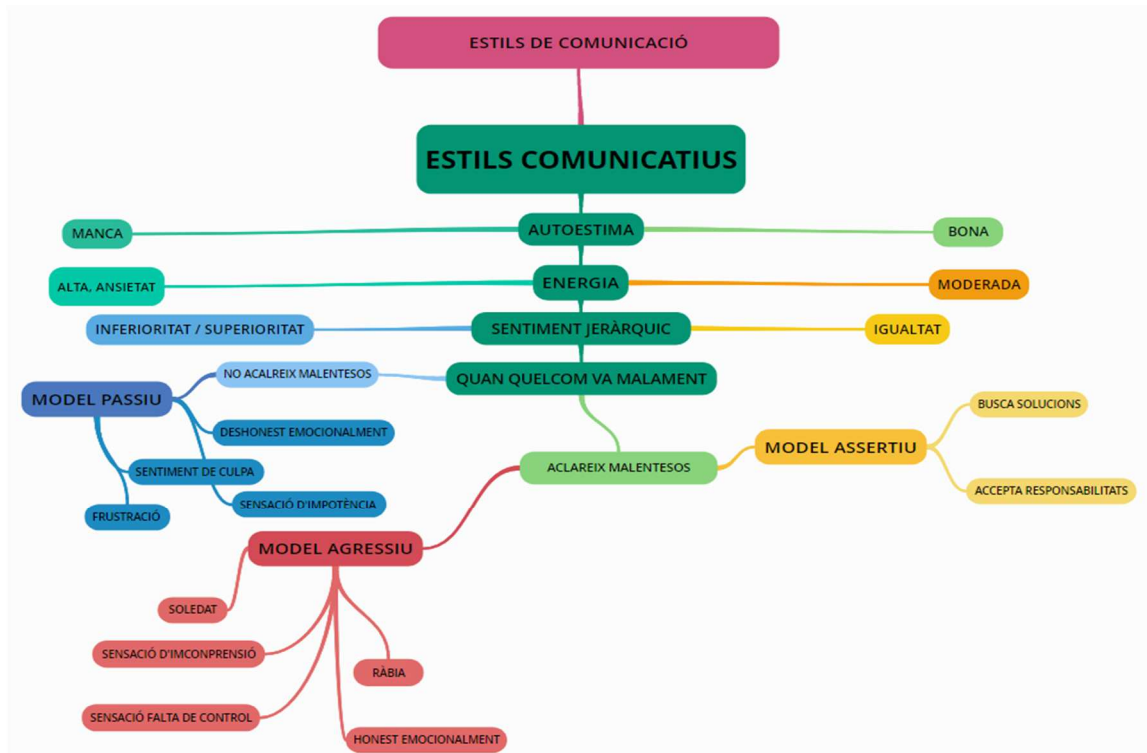 ESTILS DE COMUNICACIÓ
ESTILS COMUNICATIUS
MANCA
AUTOESTIMA
BONA
ALTA, ANSIETAT
ENERGIA
MODERADA
INFERIORITAT / SUPERIORITAT
SENTIMENT JERÀRQUIC
IGUALTAT
NO ACALREIX MALENTESOS
QUAN QUELCOM VA MALAMENT
MODEL PASSIU
BUSCA SOLUCIONS
DESHONEST EMOCIONALMENT
MODEL ASSERTIU
SENTIMENT DE CULPA
ACLAREIX MALENTESOS
ACCEPTA RESPONSABILITATS
SENSACIÓ D'IMPOTÈNCIA
FRUSTRACIÓ
MODEL AGRESSIU
SOLEDAT
SENSACIÓ D'IMCONPRENSIÓ
RÀBIA
SENSACIÓ FALTA DE CONTROL
HONEST EMOCIONALMENT